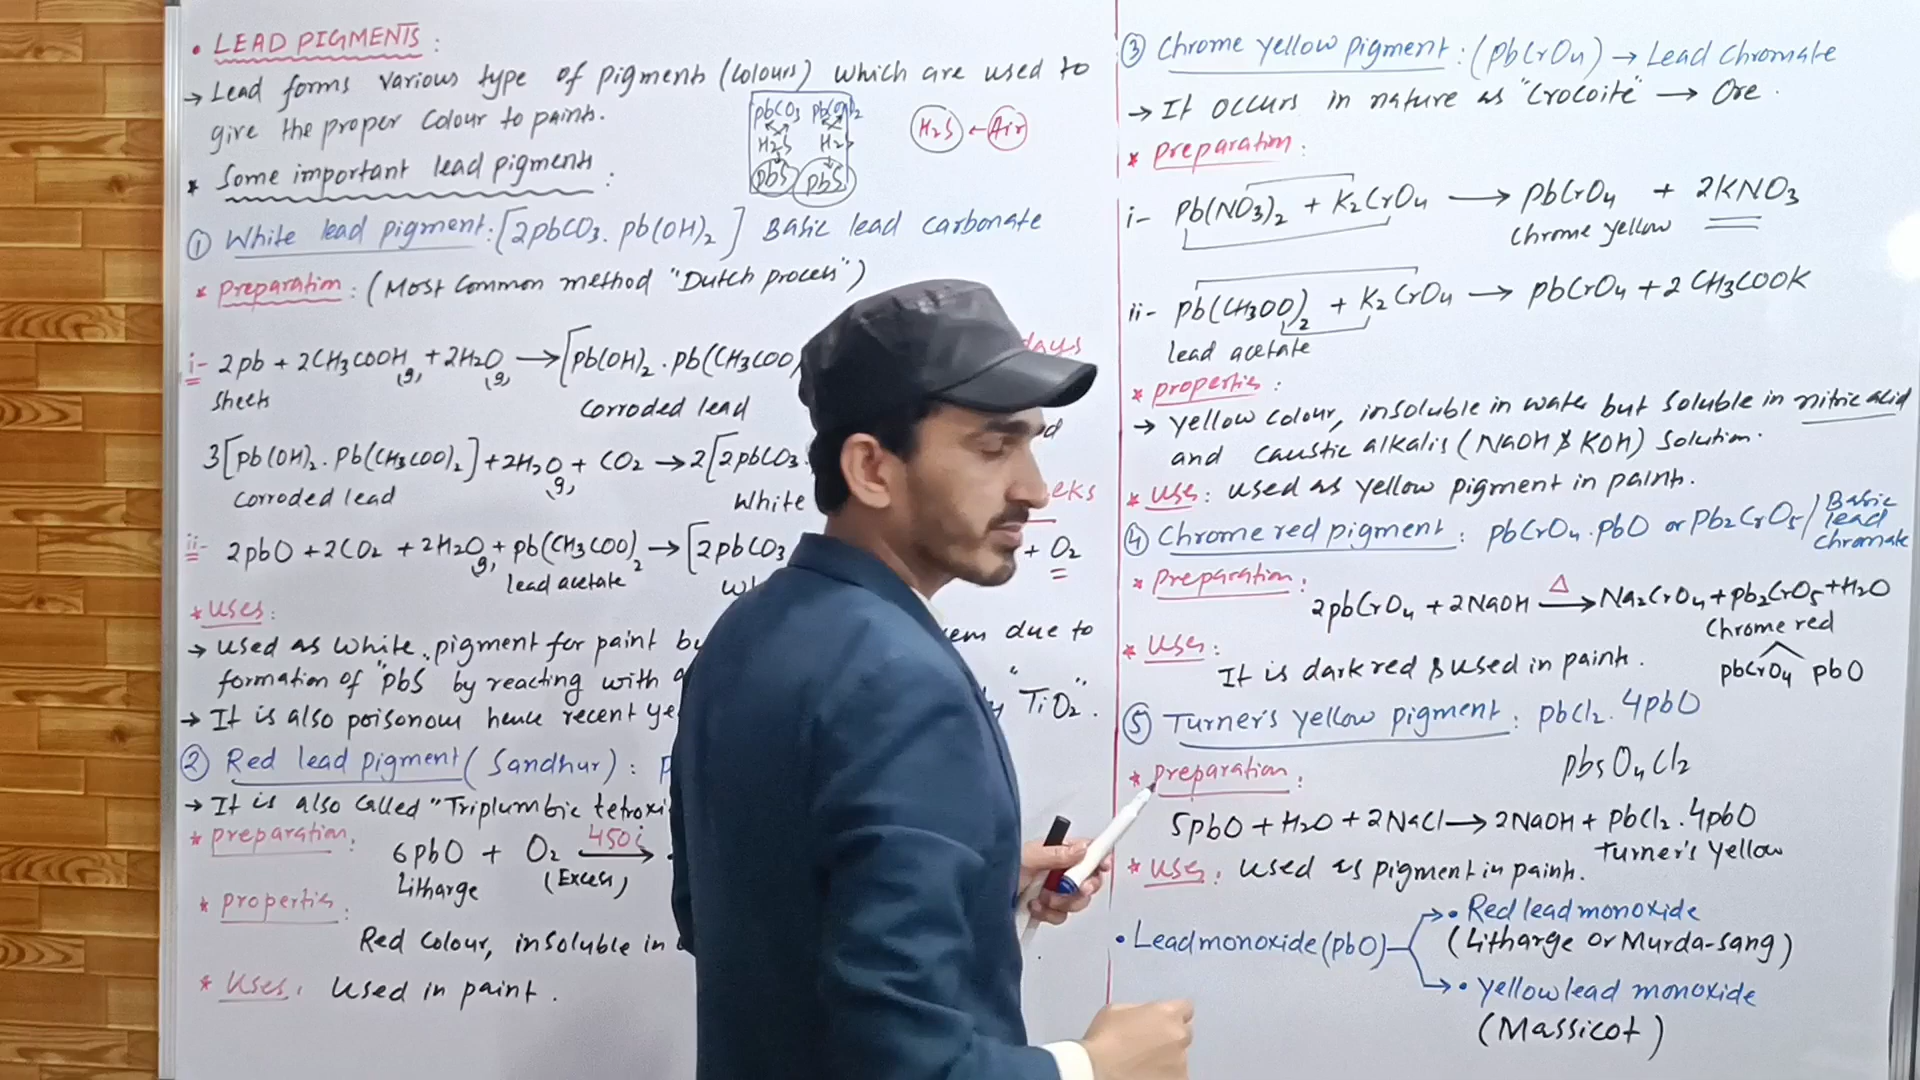 • LEAD PIGMENTS :
→ Lead forms various type of pigments (colours) which are used to
give the proper colour to paints.
PbCO3 Pb(OH)2
H2S H2S
PbS PbS
H2S ← Air
* Some important lead pigments :
① White lead pigment : [2PbCO3. Pb(OH)2] Basic lead carbonate
* Preparation : (Most common method "Dutch process")
i- 2Pb + 2CH3COOH(g) + 2H2O(g) → [Pb(OH)2 . Pb(CH3COO)
days
sheets corroded lead
3[Pb(OH)2. Pb(CH3COO)2] + 2H2O(g) + CO2 → 2[2PbCO3.
corroded lead White
eks
ii- 2PbO + 2CO2 + 2H2O(g) + Pb(CH3COO)2 → [2PbCO3 + O2
lead acetate
* Uses :
→ Used as white pigment for paint due to
formation of "PbS by reacting with "TiO2".
→ It is also poisonous hence recent
② Red lead pigment (Sandhur) :
→ It is also called "Triplumbic
* Preparation :
6PbO + O2 → 450
Litharge (Excess)
* Properties :
Red colour, insoluble in
* Uses : Used in paint .
③ Chrome yellow pigment : (PbCrO4) → Lead Chromate
→ It occurs in nature as "Crocoite" → Ore .
* Preparation :
i- Pb(NO3)2 + K2CrO4 → PbCrO4 + 2KNO3
Chrome yellow
ii- Pb(CH3OO)2 + K2CrO4 → PbCrO4 + 2CH3COOK
lead acetate
* Properties :
→ yellow colour, insoluble in water but soluble in nitric acid
and caustic alkalis (NaOH & KOH) solution.
* Use : used as yellow pigment in paints.
④ Chrome red pigment : PbCrO4 . PbO or Pb2CrO5 / Basic lead chromate
* Preparation :
2PbCrO4 + 2NaOH △→ Na2CrO4 + Pb2CrO5 + H2O
Chrome red
PbCrO4 PbO
* Uses :
It is dark red & used in paints .
⑤ Turner's yellow pigment : PbCl2 . 4PbO
Pb5O4Cl2
* Preparation :
5PbO + H2O + 2NaCl → 2NaOH + PbCl2 . 4PbO
Turner's yellow
* Use : used as pigment in paints.
• Lead monoxide (PbO)
• Red lead monoxide
(Litharge or Murda-sang)
• yellow lead monoxide
(Massicot)